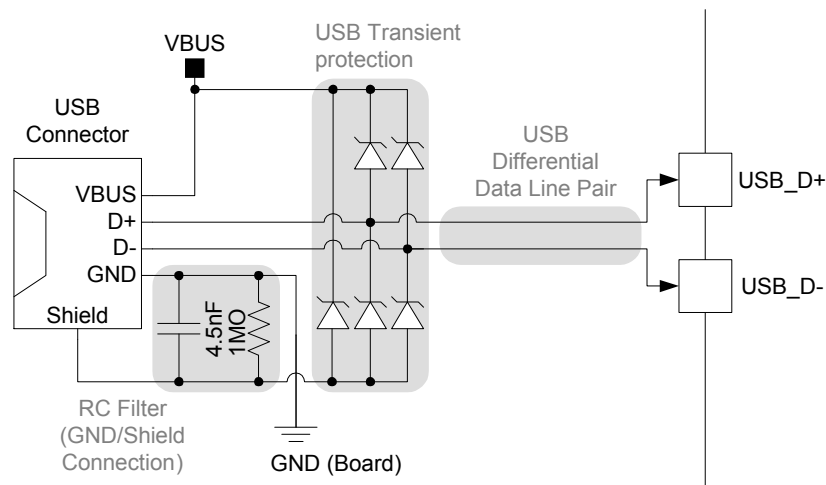 USB Transient
protection
VBUS
USB
Connector
VBUS
D+
D-
GND
Shield
4.5nF
1MO
USB
Differential
Data Line Pair
USB_D+
USB_D-
RC Filter
(GND/Shield
Connection)
GND (Board)